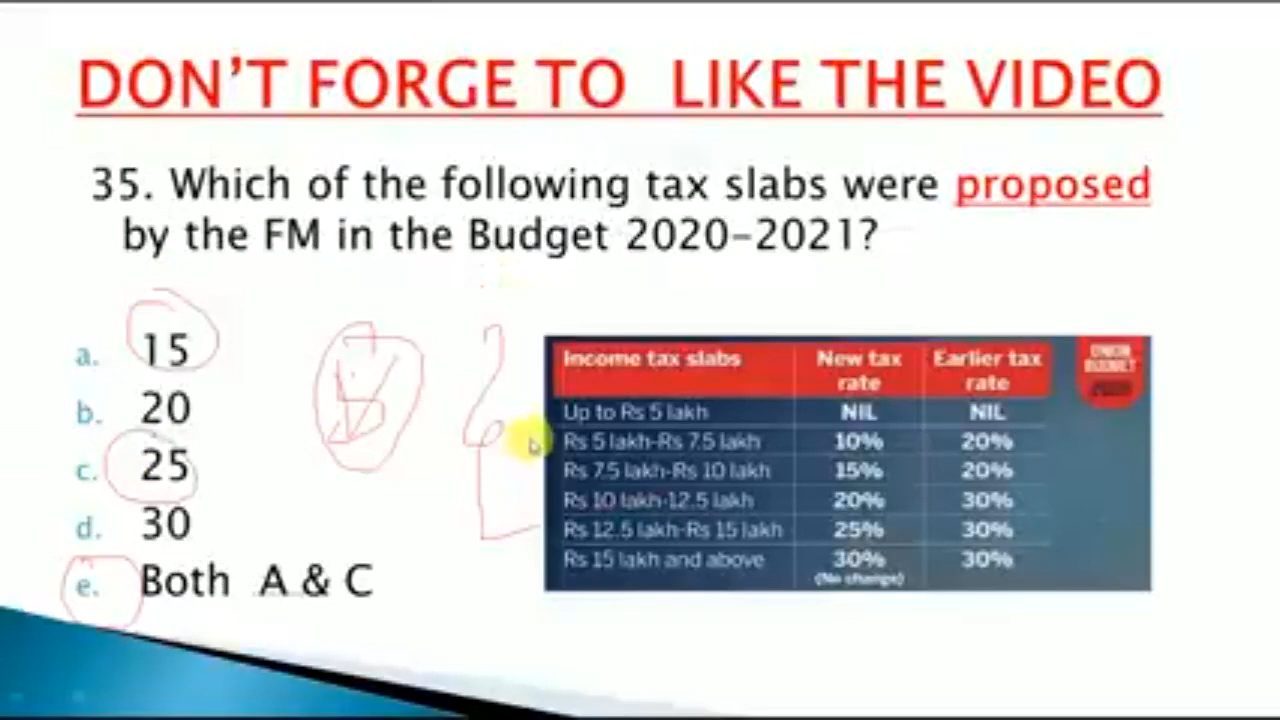 DON'T FORGE TO LIKE THE VIDEO
35. Which of the following tax slabs were proposed
by the FM in the Budget 2020-2021?
a. 15
b. 20
c. 25
d. 30
e. Both A & C
Income tax slabs New tax rate Earlier tax rate
Up to Rs 5 lakh NIL NIL
Rs 5 lakh-Rs 7.5 lakh 10% 20%
Rs 7.5 lakh-Rs 10 lakh 15% 20%
Rs 10 lakh-12.5 lakh 20% 30%
Rs 12.5 lakh-Rs 15 lakh 25% 30%
Rs 15 lakh and above 30% 30%
(No change)
UNION
BUDGET
2020